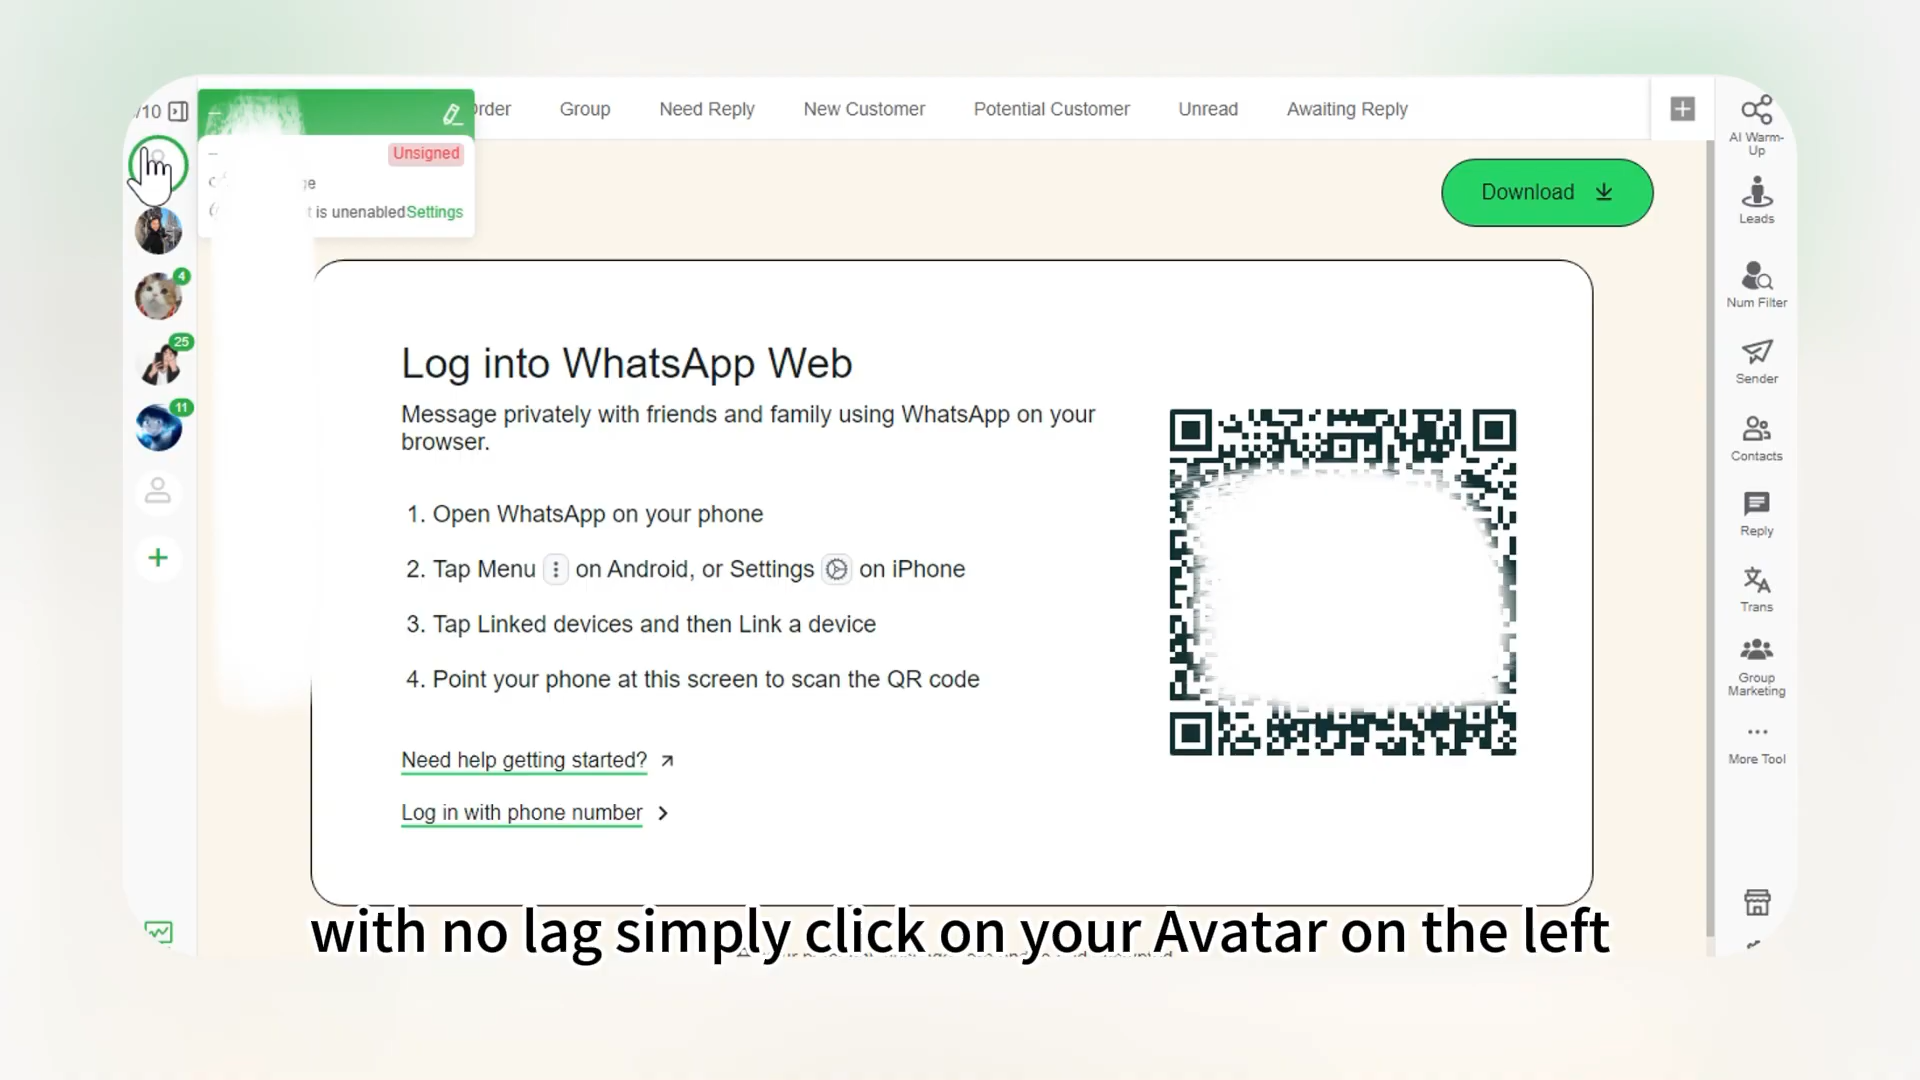 /10
Order
Group
Need Reply
New Customer
Potential Customer
Unread
Awaiting Reply
Unsigned
is unenabled Settings
4
25
11
Download
Log into WhatsApp Web
Message privately with friends and family using WhatsApp on your
browser.
1. Open WhatsApp on your phone
2. Tap Menu on Android, or Settings on iPhone
3. Tap Linked devices and then Link a device
4. Point your phone at this screen to scan the QR code
Need help getting started?
Log in with phone number
AI Warm-
Up
Leads
Num Filter
Sender
Contacts
Reply
Trans
Group
Marketing
More Tool
with no lag simply click on your Avatar on the left